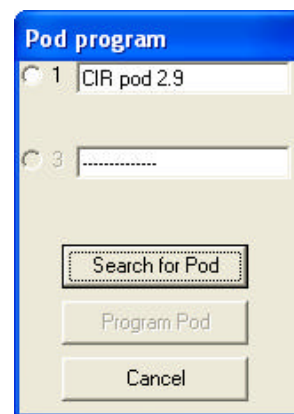 Pod program
1 CIR pod 2.9
3 -------------
Search for Pod
Program Pod
Cancel